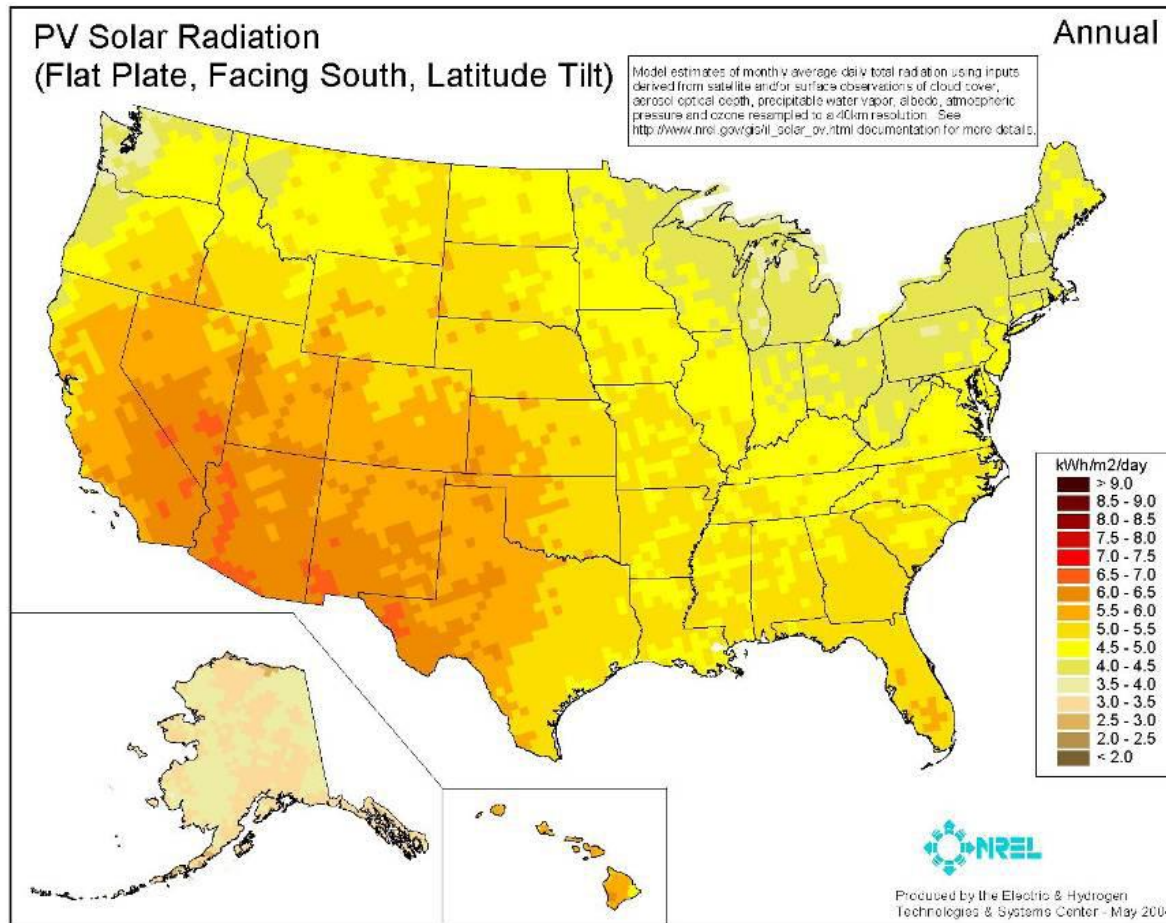 PV Solar Radiation
(Flat Plate, Facing South, Latitude Tilt)
Annual
Model estimates of monthly average daily total radiation using inputs
derived from satellite and/or surface observations of cloud cover,
aerosol optical depth, precipitable water vapor, albedo, atmospheric
pressure and ozone resampled to a 40km resolution. See
http://www.nrel.gov/gis/il_solar_pv.html documentation for more details.
kWh/m2/day
> 9.0
8.5 - 9.0
8.0 - 8.5
7.5 - 8.0
7.0 - 7.5
6.5 - 7.0
6.0 - 6.5
5.5 - 6.0
5.0 - 5.5
4.5 - 5.0
4.0 - 4.5
3.5 - 4.0
3.0 - 3.5
2.5 - 3.0
2.0 - 2.5
< 2.0
NREL
Produced by the Electric & Hydrogen
Technologies & Systems Center - May 200